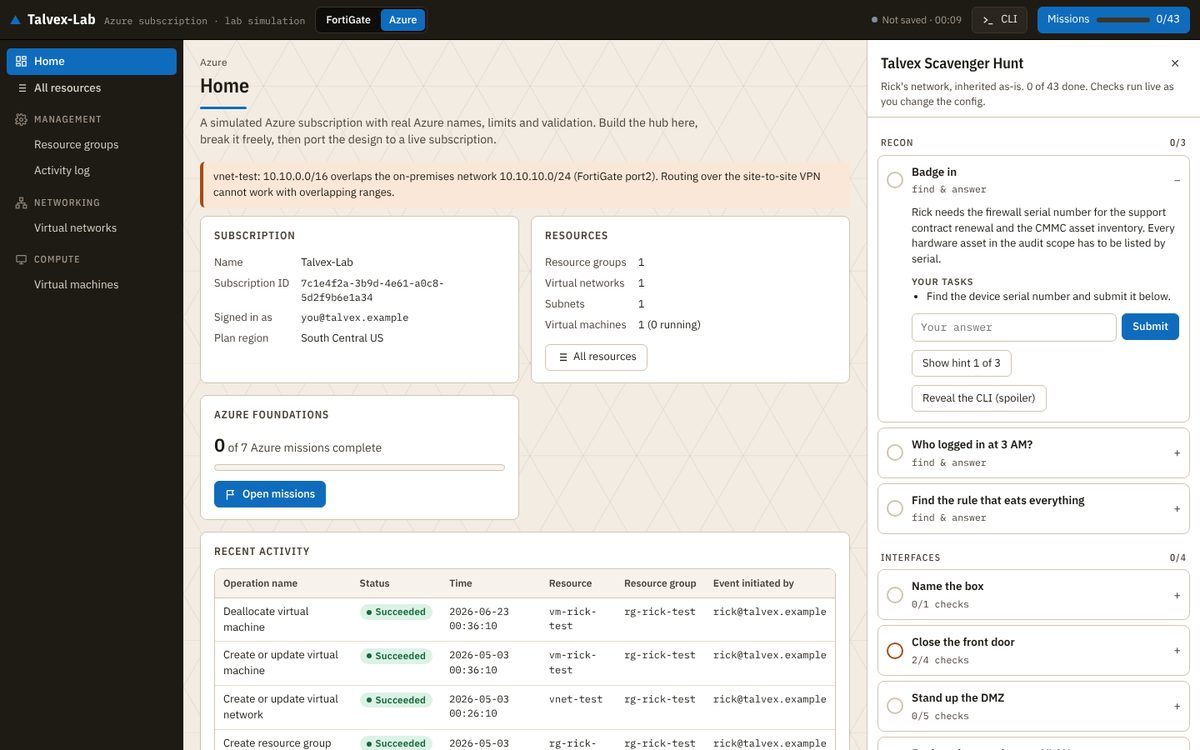 Talvex-Lab Azure subscription · lab simulation FortiGate Azure Not saved · 00:09 CLI Missions 0/43
Home
All resources
MANAGEMENT
Resource groups
Activity log
NETWORKING
Virtual networks
COMPUTE
Virtual machines
Azure
Home
A simulated Azure subscription with real Azure names, limits and validation. Build the hub here,
break it freely, then port the design to a live subscription.
vnet-test: 10.10.0.0/16 overlaps the on-premises network 10.10.10.0/24 (FortiGate port2). Routing over the site-to-site VPN
cannot work with overlapping ranges.
SUBSCRIPTION
Name Talvex-Lab
Subscription ID 7c1e4f2a-3b9d-4e61-a0c8-
5d2f9b6e1a34
Signed in as you@talvex.example
Plan region South Central US
RESOURCES
Resource groups 1
Virtual networks 1
Subnets 1
Virtual machines 1 (0 running)
All resources
AZURE FOUNDATIONS
0 of 7 Azure missions complete
Open missions
RECENT ACTIVITY
Operation name Status Time Resource Resource group Event initiated by
Deallocate virtual
machine
Succeeded
2026-06-23
00:36:10
vm-rick-
test
rg-rick-test
rick@talvex.example
Create or update virtual
machine
Succeeded
2026-05-03
00:36:10
vm-rick-
test
rg-rick-test
rick@talvex.example
Create or update virtual
network
Succeeded
2026-05-03
00:26:10
vnet-test
rg-rick-test
rick@talvex.example
Create resource group
Succeeded
2026-05-03
rg-rick-
rg-rick-test
rick@talvex.example
Talvex Scavenger Hunt
Rick's network, inherited as-is. 0 of 43 done. Checks run live as
you change the config.
RECON 0/3
Badge in
find & answer
Rick needs the firewall serial number for the support
contract renewal and the CMMC asset inventory. Every
hardware asset in the audit scope has to be listed by
serial.
YOUR TASKS
• Find the device serial number and submit it below.
Your answer
Submit
Show hint 1 of 3
Reveal the CLI (spoiler)
Who logged in at 3 AM?
find & answer
Find the rule that eats everything
find & answer
INTERFACES 0/4
Name the box
0/1 checks
Close the front door
2/4 checks
Stand up the DMZ
0/5 checks